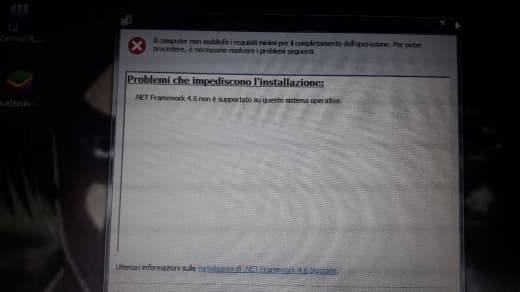 Il computer non soddisfa i requisiti minimi per il completamento dell'operazione. Per poter
procedere, è necessario risolvere i problemi seguenti.
Problemi che impediscono l'installazione:
.NET Framework 4.6 non è supportato su questo sistema operativo.
Ulteriori informazioni sulle installazioni di .NET Framework 4.6 bloccate.